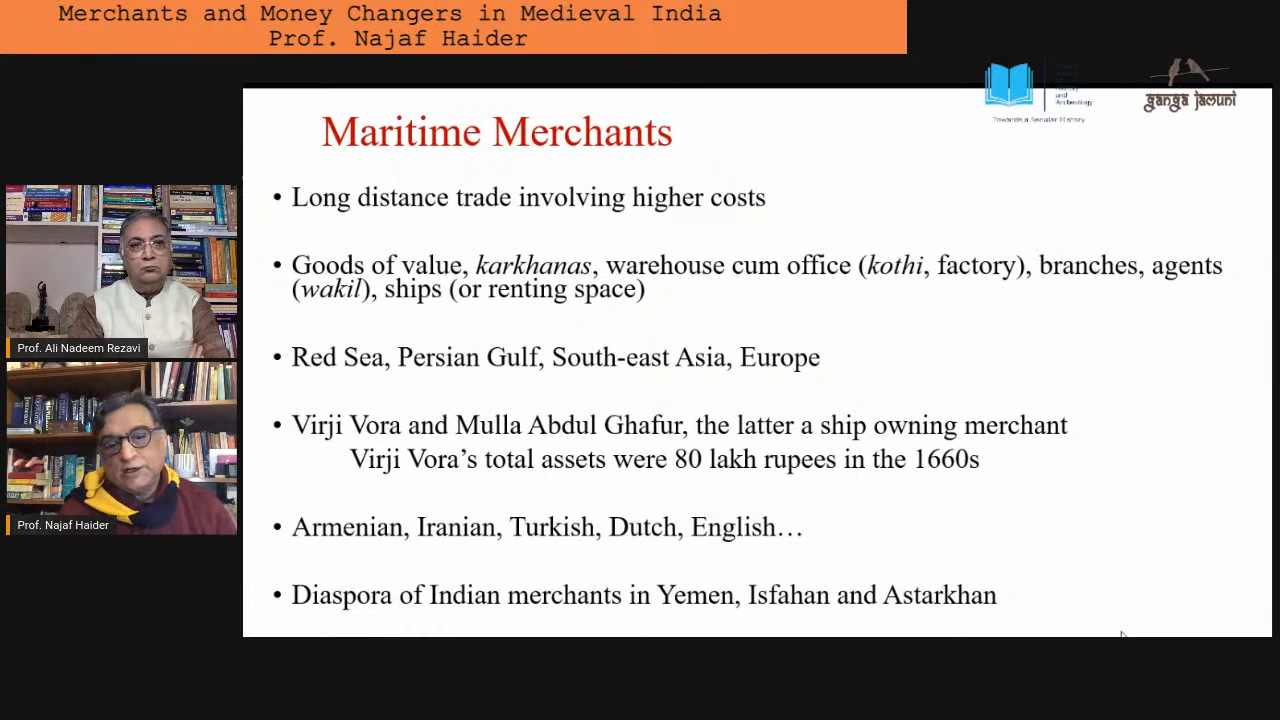 Merchants and Money Changers in Medieval India
Prof. Najaf Haider
and
Archeology
Towards a Secular History
ganga jamuni
Maritime Merchants
• Long distance trade involving higher costs
• Goods of value, karkhanas, warehouse cum office (kothi, factory), branches, agents
(wakil), ships (or renting space)
• Red Sea, Persian Gulf, South-east Asia, Europe
• Virji Vora and Mulla Abdul Ghafur, the latter a ship owning merchant
Virji Vora’s total assets were 80 lakh rupees in the 1660s
• Armenian, Iranian, Turkish, Dutch, English…
• Diaspora of Indian merchants in Yemen, Isfahan and Astarkhan
Prof. Ali Nadeem Rezavi
Prof. Najaf Haider